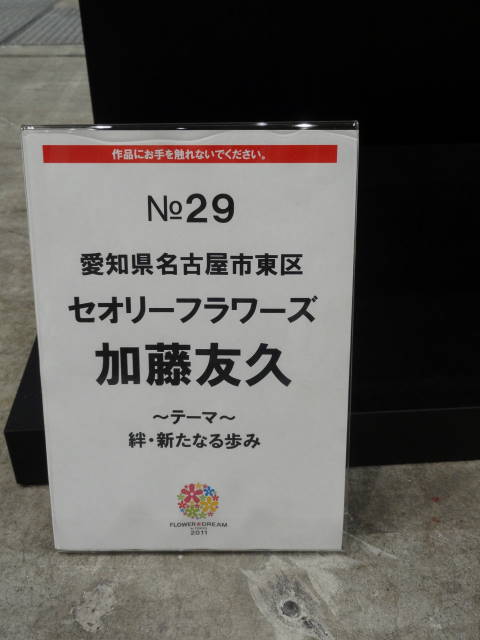 作品にお手を触れないでください。
№29
愛知県名古屋市東区
セオリーフラワーズ
加藤友久
～テーマ～
絆・新たなる歩み
FLOWER DREAM
2011